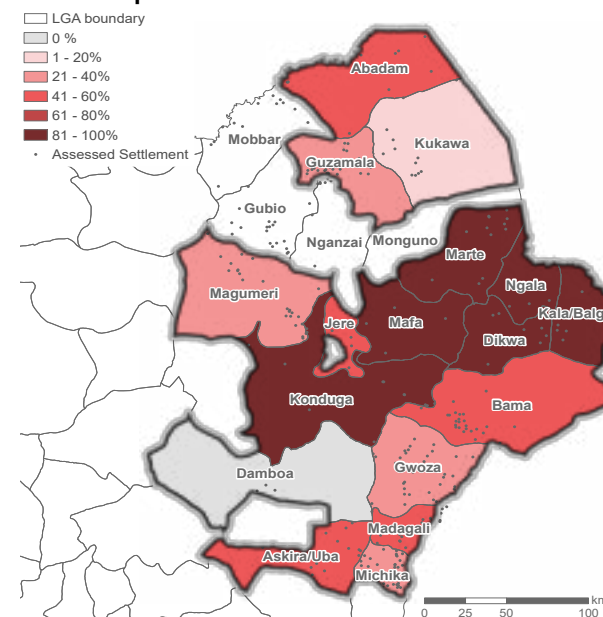 LGA boundary
0 %
1 - 20%
21 - 40%
41 - 60%
61 - 80%
81 - 100%
Assessed Settlement
Abadam
Mobbar
Kukawa
Guzamala
Gubio
Nganzai
Monguno
Marte
Ngala
Magumeri
Kala/Balg
Jere
Mafa
Dikwa
Konduga
Bama
Gwoza
Damboa
Madagali
Askira/Uba
Michika
km
0 25 50 100